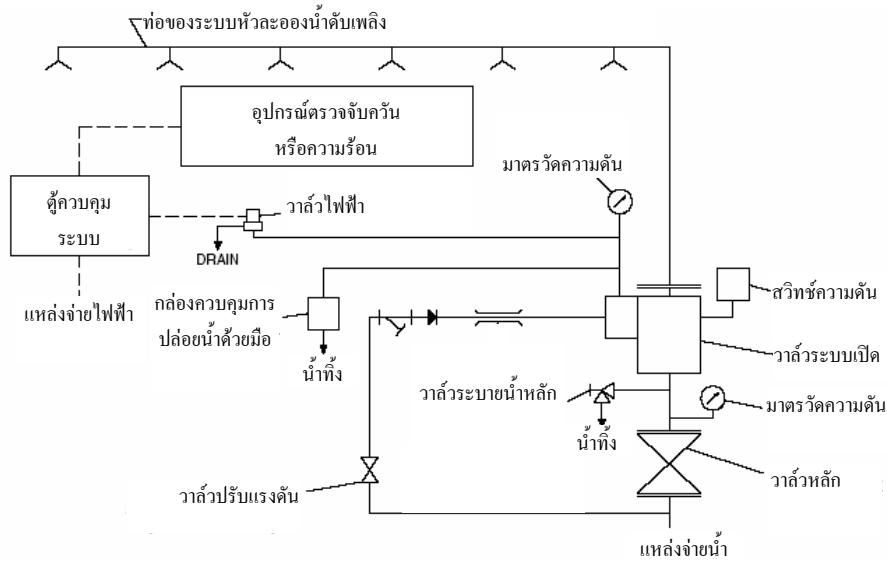 ท่อของระบบหัวละอองน้ำดับเพลิง
อุปกรณ์ตรวจจับควัน
หรือความร้อน
มาตรวัดความดัน
ตู้ควบคุม
ระบบ
วาล์วไฟฟ้า
DRAIN
แหล่งจ่ายไฟฟ้า
กล่องควบคุมการ
ปล่อยน้ำด้วยมือ
น้ำทิ้ง
สวิทช์ความดัน
วาล์วระบบเปิด
วาล์วระบายน้ำหลัก
น้ำทิ้ง
มาตรวัดความดัน
วาล์วหลัก
วาล์วปรับแรงดัน
แหล่งจ่ายน้ำ